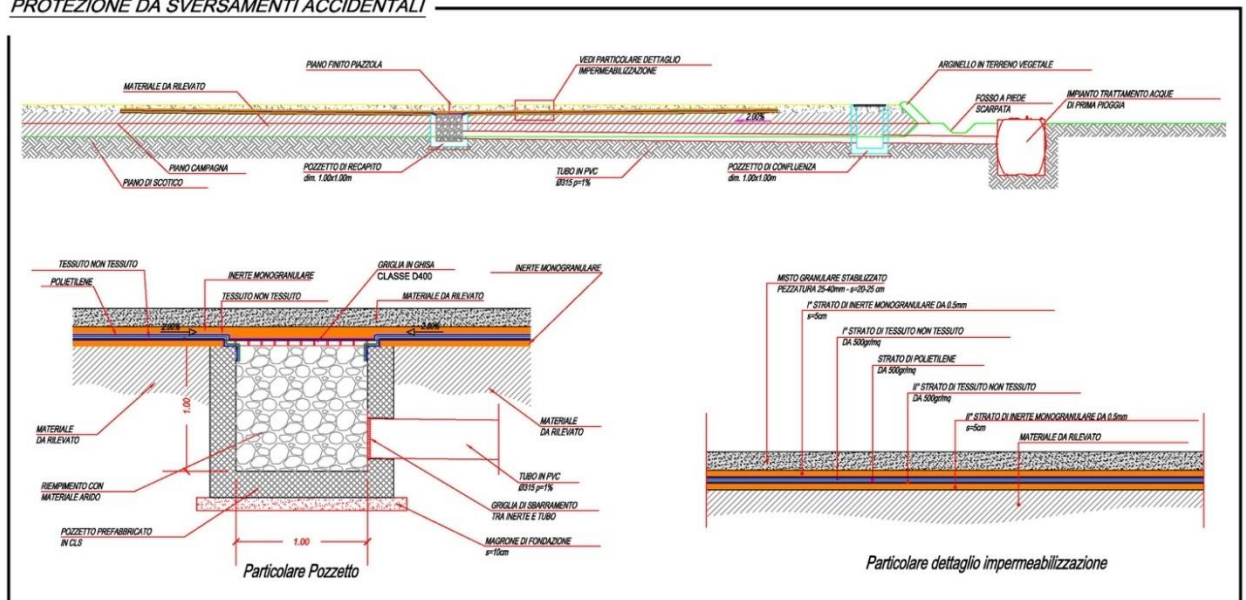 PROTEZIONE DA SVERSAMENTI ACCIDENTALI
PIANO FINITO PIAZZOLA
VEDI PARTICOLARE DETTAGLIO
IMPERMEABILIZZAZIONE
ARGINELLO IN TERRENO VEGETALE
MATERIALE DA RILEVATO
FOSSO A PIEDE
SCARPATA
IMPIANTO TRATTAMENTO ACQUE
DI PRIMA PIOGGIA
2.00%
PIANO CAMPAGNA
POZZETTO DI RECAPITO
dim. 1.00x1.00m
TUBO IN PVC
Ø315 p=1%
POZZETTO DI CONFLUENZA
dim. 1.00x1.00m
PIANO DI SCOTICO
TESSUTO NON TESSUTO
POLIETILENE
INERTE MONOGRANULARE
TESSUTO NON TESSUTO
GRIGLIA IN GHISA
CLASSE D400
MATERIALE DA RILEVATO
INERTE MONOGRANULARE
2.00%
2.00%
1.00
MATERIALE
DA RILEVATO
MATERIALE
DA RILEVATO
RIEMPIMENTO CON
MATERIALE ARIDO
TUBO IN PVC
Ø315 p=1%
GRIGLIA DI SBARRAMENTO
TRA INERTE E TUBO
POZZETTO PREFABBRICATO
IN CLS
MAGRONE DI FONDAZIONE
s=10cm
1.00
Particolare Pozzetto
MISTO GRANULARE STABILIZZATO
PEZZATURA 25-40mm - s=20-25 cm
I° STRATO DI INERTE MONOGRANULARE DA 0.5mm
s=5cm
I° STRATO DI TESSUTO NON TESSUTO
DA 500gr/mq
STRATO DI POLIETILENE
DA 500gr/mq
II° STRATO DI TESSUTO NON TESSUTO
DA 500gr/mq
II° STRATO DI INERTE MONOGRANULARE DA 0.5mm
s=5cm
MATERIALE DA RILEVATO
Particolare dettaglio impermeabilizzazione